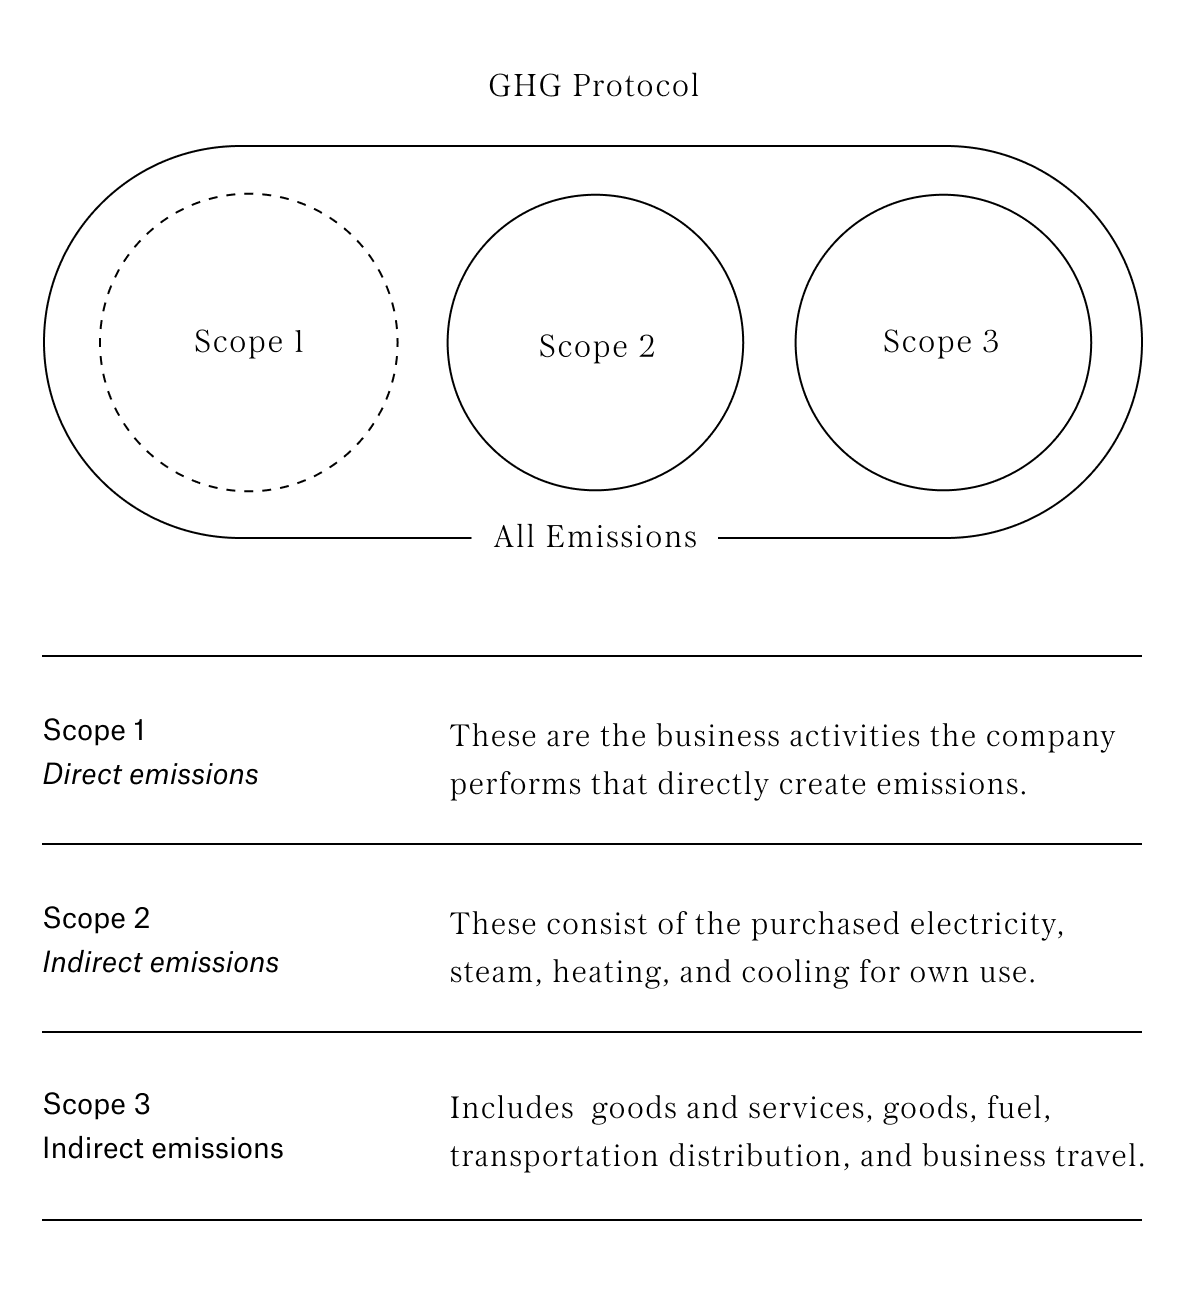 GHG Protocol
Scope 1
Scope 2
Scope 3
All Emissions
Scope 1
Direct emissions
These are the business activities the company
performs that directly create emissions.
Scope 2
Indirect emissions
These consist of the purchased electricity,
steam, heating, and cooling for own use.
Scope 3
Indirect emissions
Includes  goods and services, goods, fuel,
transportation distribution, and business travel.